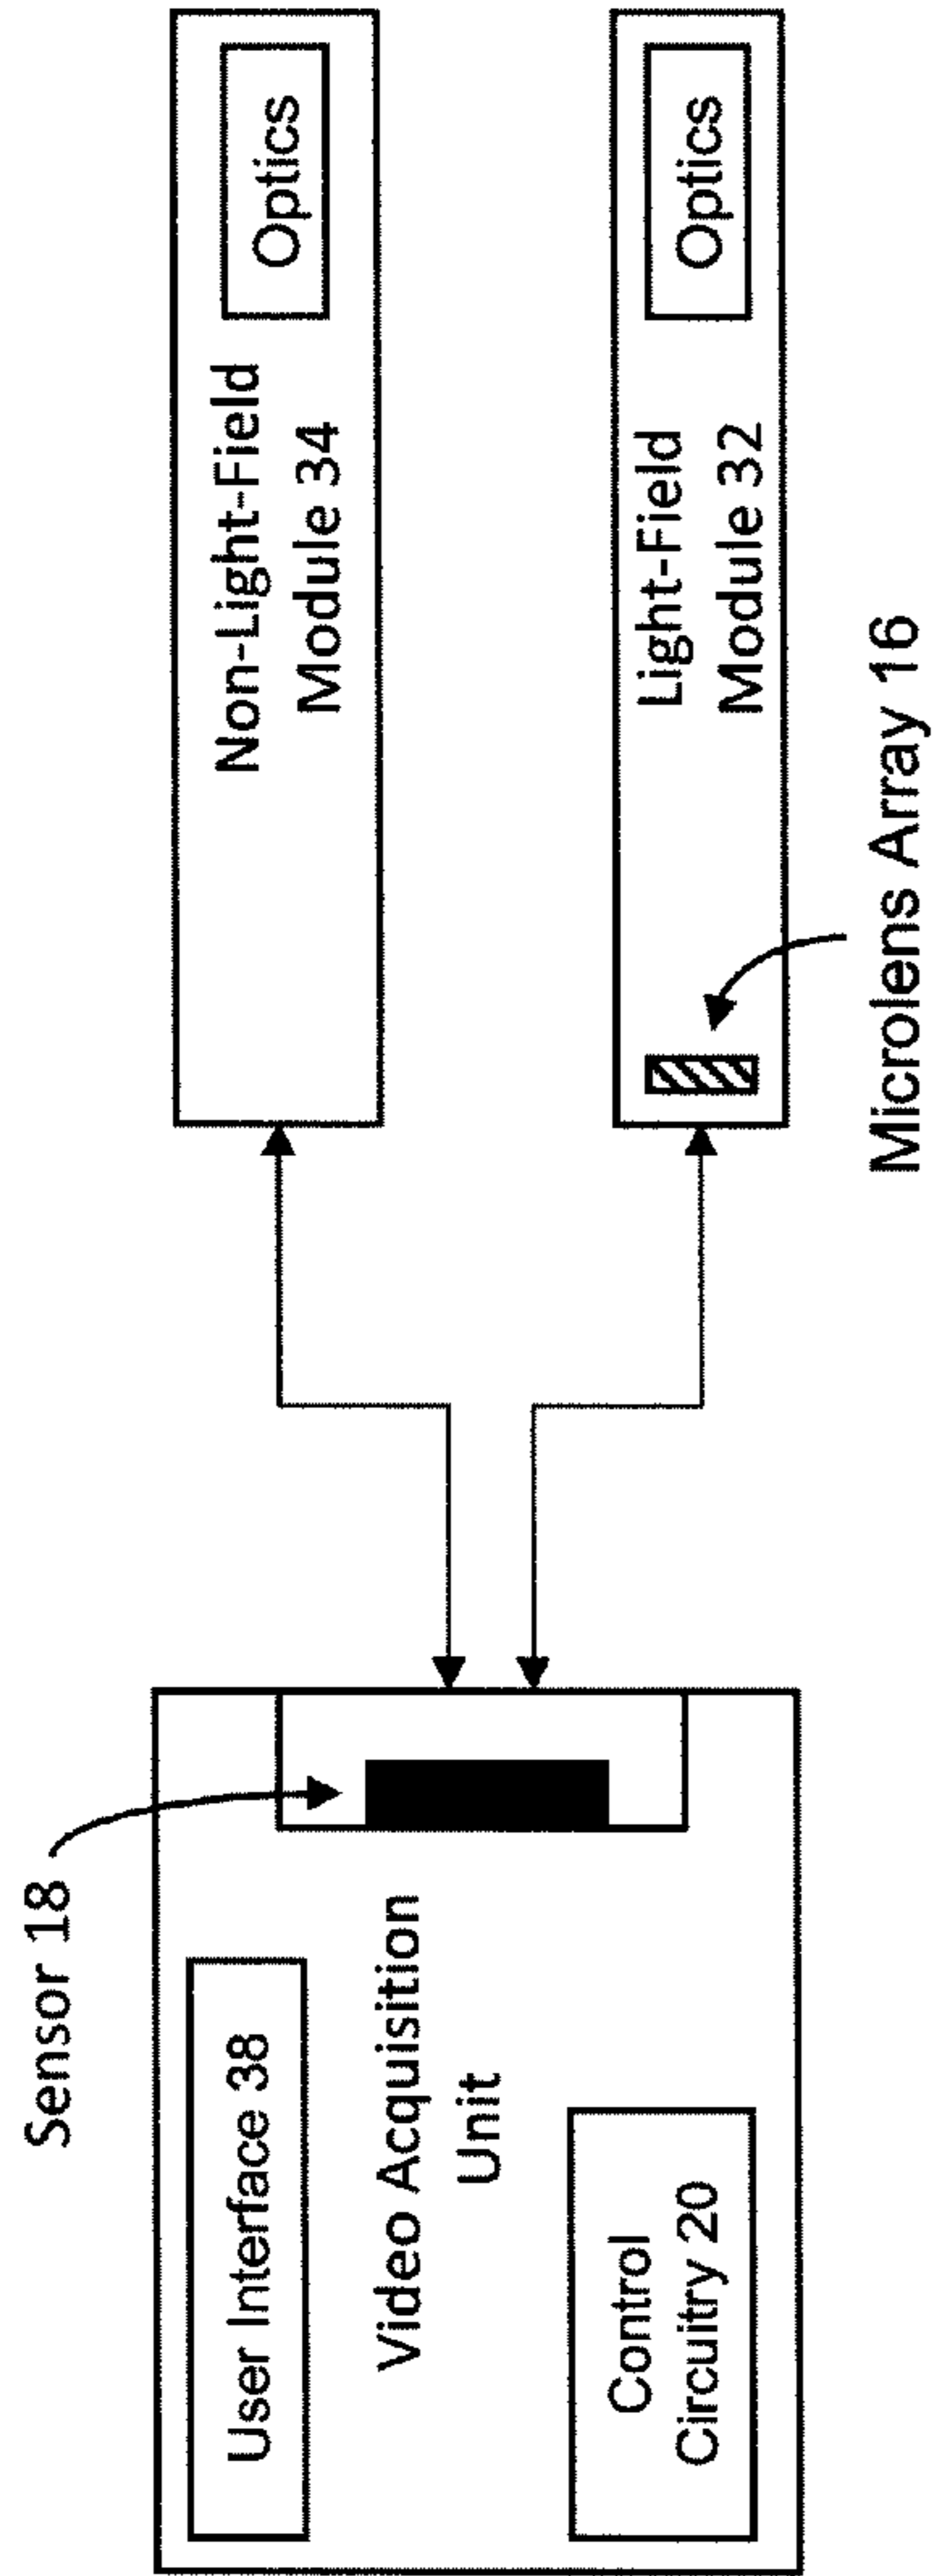 Sensor 18
User Interface 38
Video Acquisition
Unit
Control
Circuitry 20
Non-Light-Field
Module 34
Optics
Light-Field
Module 32
Optics
Microlens Array 16